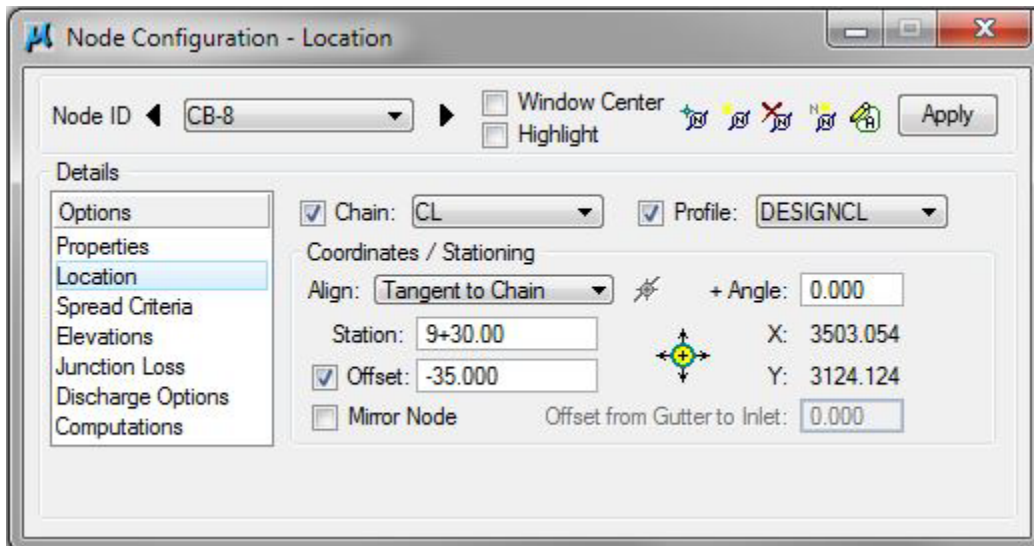 Node Configuration - Location
Node ID CB-8 Window Center Apply
Highlight
Details
Options
Properties
Location
Spread Criteria
Elevations
Junction Loss
Discharge Options
Computations
Chain: CL Profile: DESIGNCL
Coordinates / Stationing
Align: Tangent to Chain + Angle: 0.000
Station: 9+30.00 X: 3503.054
Offset: -35.000 Y: 3124.124
Mirror Node Offset from Gutter to Inlet: 0.000